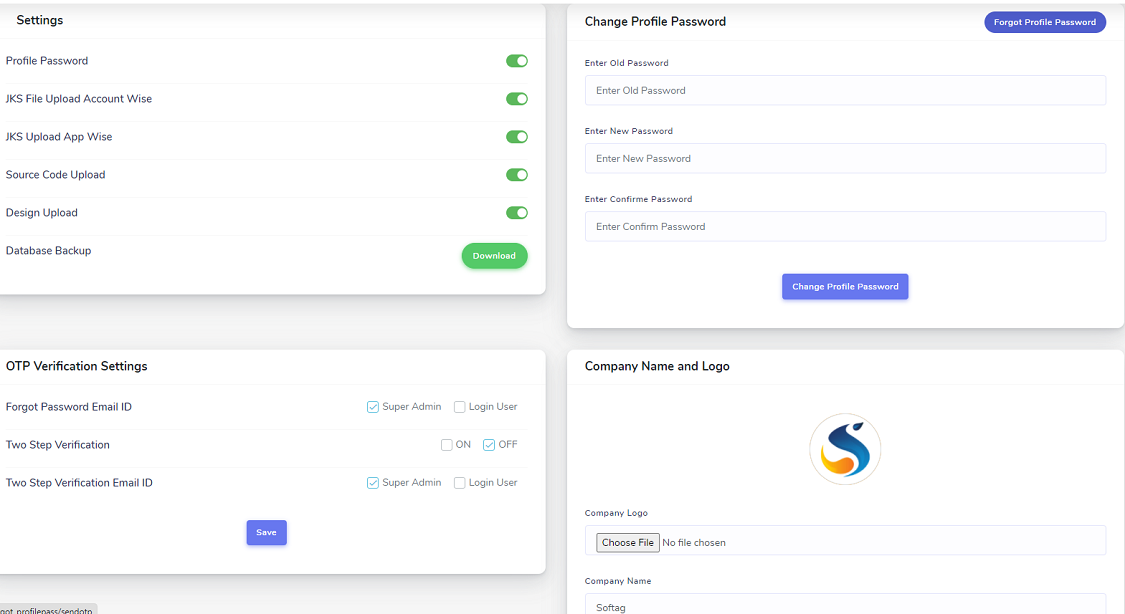 Settings
Profile Password
JKS File Upload Account Wise
JKS Upload App Wise
Source Code Upload
Design Upload
Database Backup
Download
Change Profile Password
Forgot Profile Password
Enter Old Password
Enter Old Password
Enter New Password
Enter New Password
Enter Confirme Password
Enter Confirm Password
Change Profile Password
OTP Verification Settings
Forgot Password Email ID
Super Admin
Login User
Two Step Verification
ON
OFF
Two Step Verification Email ID
Super Admin
Login User
Save
Company Name and Logo
Company Logo
Choose File No file chosen
Company Name
Softag
got_profilepass/sendotp